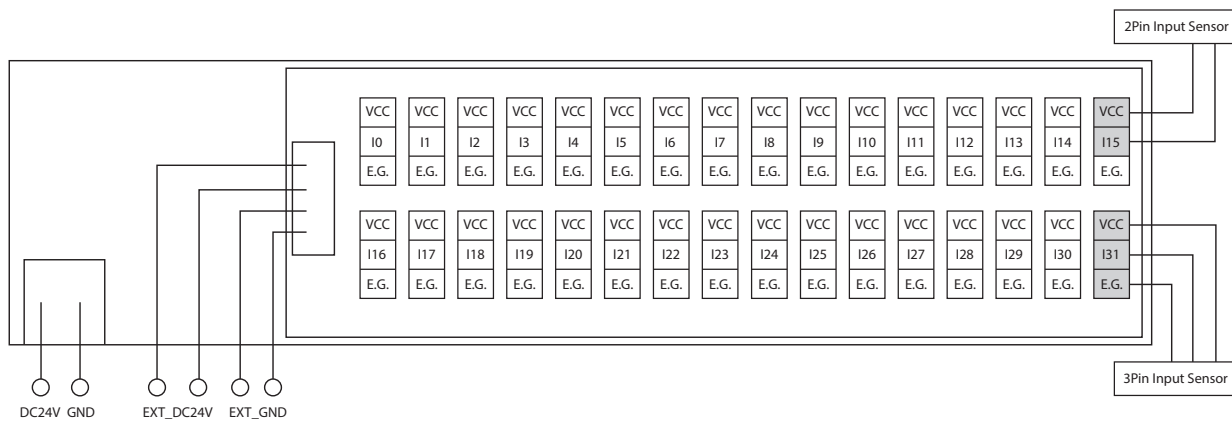 2Pin Input Sensor
VCC VCC VCC VCC VCC VCC VCC VCC VCC VCC VCC VCC VCC VCC VCC VCC
I0 I1 I2 I3 I4 I5 I6 I7 I8 I9 I10 I11 I12 I13 I14 I15
E.G. E.G. E.G. E.G. E.G. E.G. E.G. E.G. E.G. E.G. E.G. E.G. E.G. E.G. E.G. E.G.
VCC VCC VCC VCC VCC VCC VCC VCC VCC VCC VCC VCC VCC VCC VCC VCC
I16 I17 I18 I19 I20 I21 I22 I23 I24 I25 I26 I27 I28 I29 I30 I31
E.G. E.G. E.G. E.G. E.G. E.G. E.G. E.G. E.G. E.G. E.G. E.G. E.G. E.G. E.G. E.G.
3Pin Input Sensor
DC24V GND EXT_DC24V EXT_GND